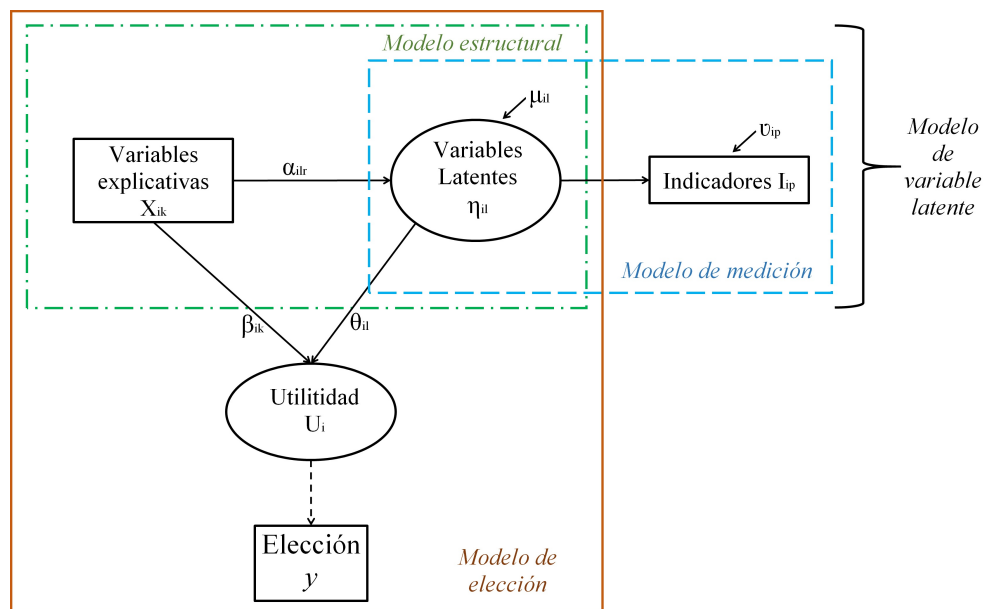 Modelo estructural
μil
Variables
explicativas
Xik
αilr
Variables
Latentes
ηil
υip
Indicadores Iip
Modelo
de
variable
latente
Modelo de medición
βik
θil
Utilitidad
Ui
Elección
y
Modelo de
elección